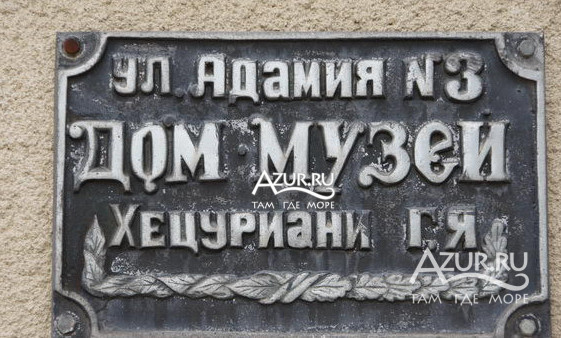 ул. Адамия №3
Дом-Музей
AZUR.RU
ТАМ ГДЕ МОРЕ
Хецуриани Г.Я
AZUR.RU
ТАМ ГДЕ МОРЕ